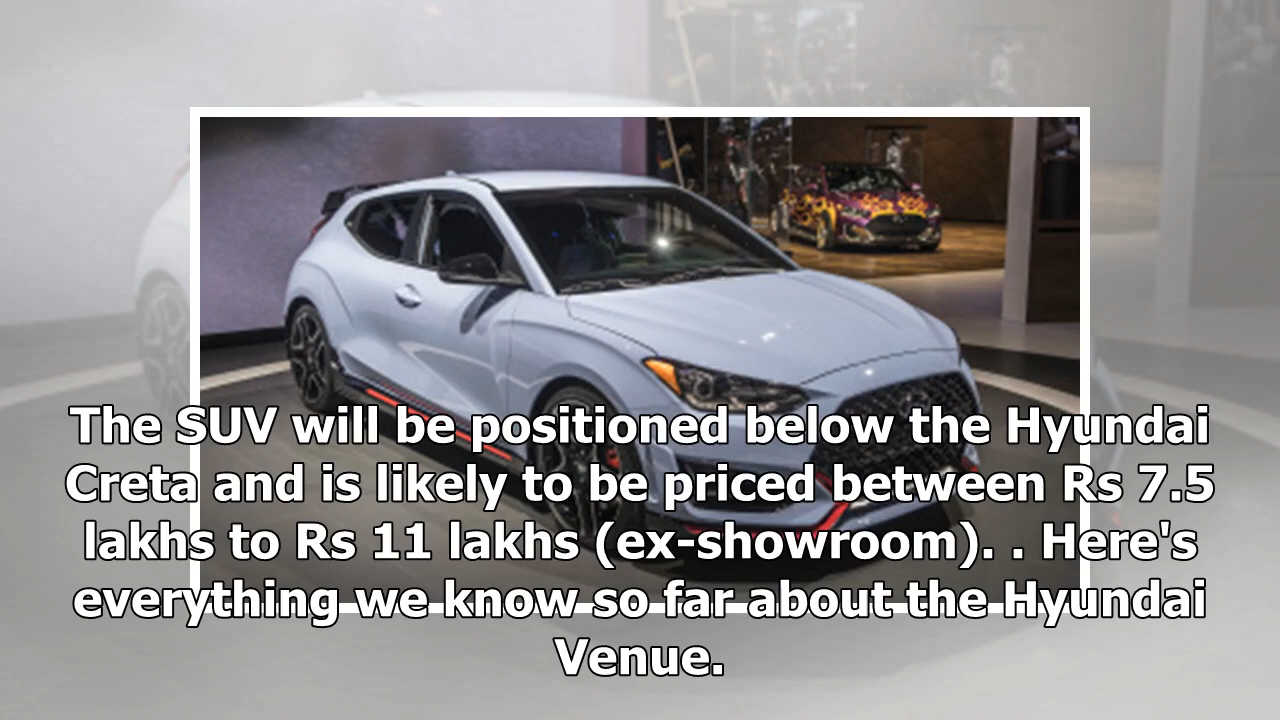 The SUV will be positioned below the Hyundai
Creta and is likely to be priced between Rs 7.5
lakhs to Rs 11 lakhs (ex-showroom). . Here's
everything we know so far about the Hyundai
Venue.